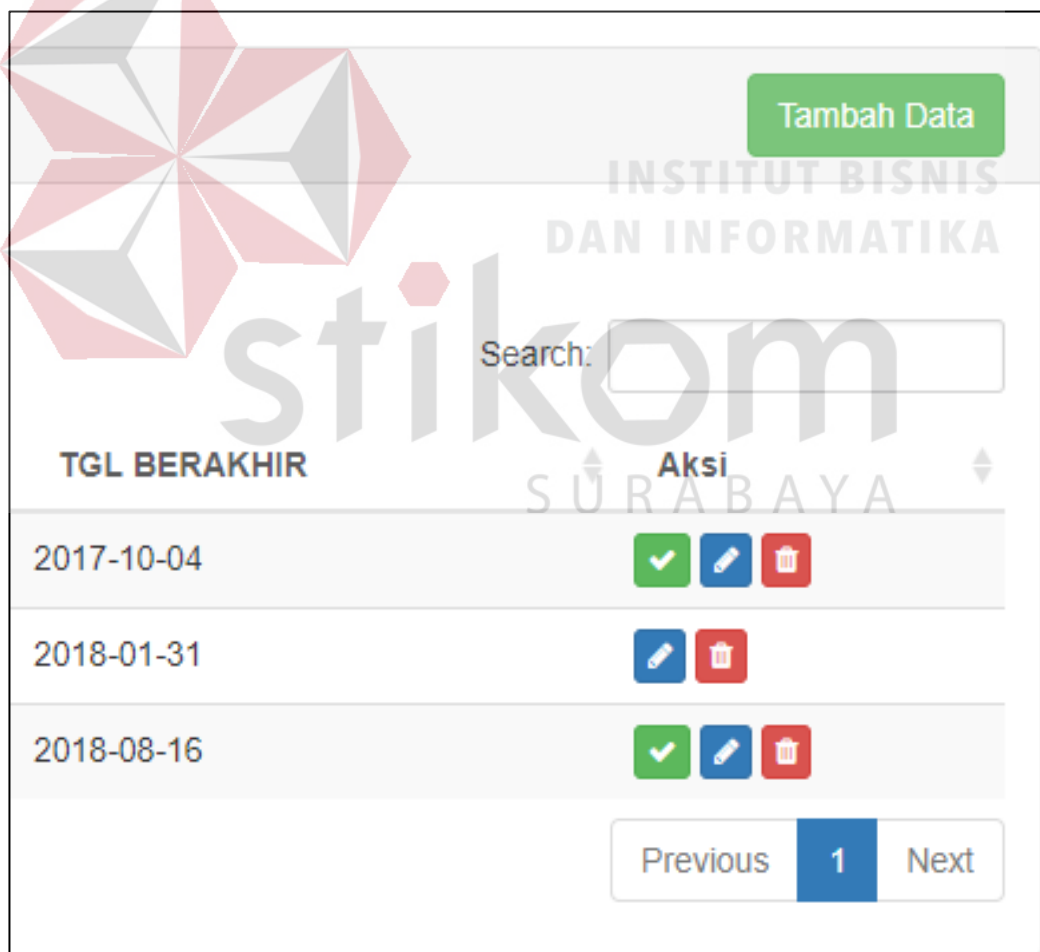 Tambah Data
INSTITUT BISNIS
DAN INFORMATIKA
stikom
Search:
TGL BERAKHIR Aksi
SURABAYA
2017-10-04
2018-01-31
2018-08-16
Previous 1 Next